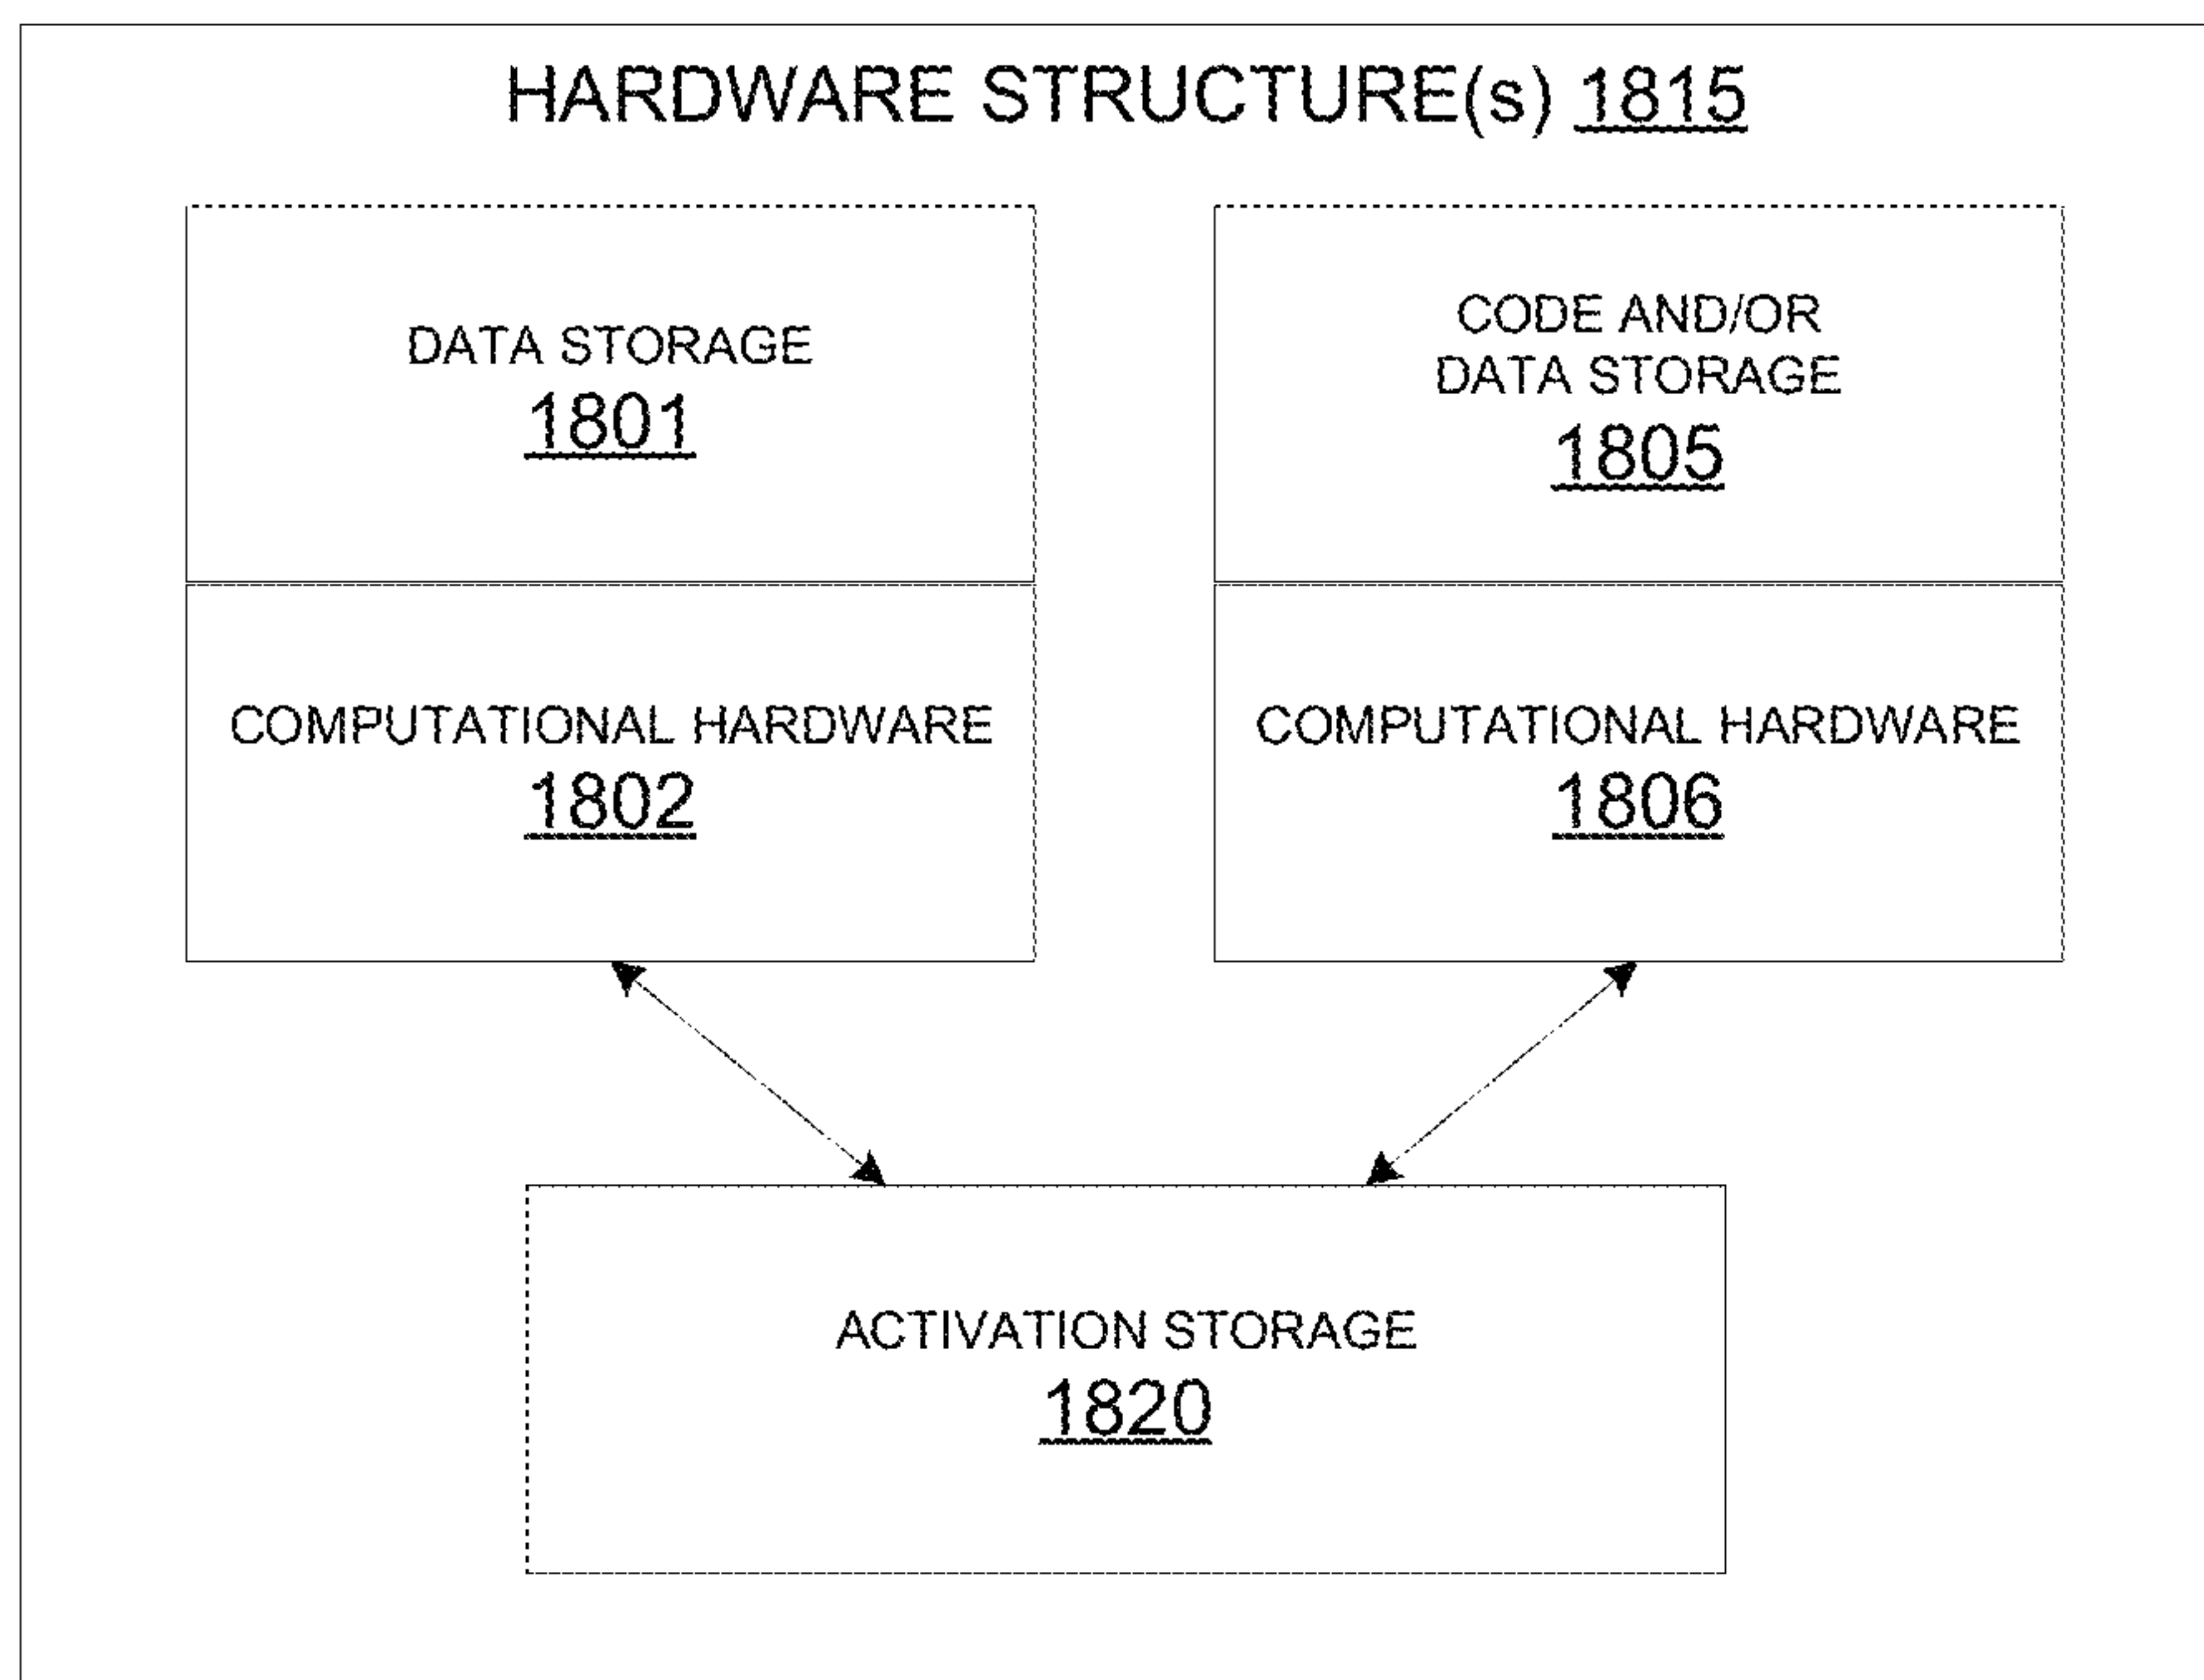 HARDWARE STRUCTURE(s) 1815
DATA STORAGE
1801
CODE AND/OR
DATA STORAGE
1805
COMPUTATIONAL HARDWARE
1802
COMPUTATIONAL HARDWARE
1806
ACTIVATION STORAGE
1820